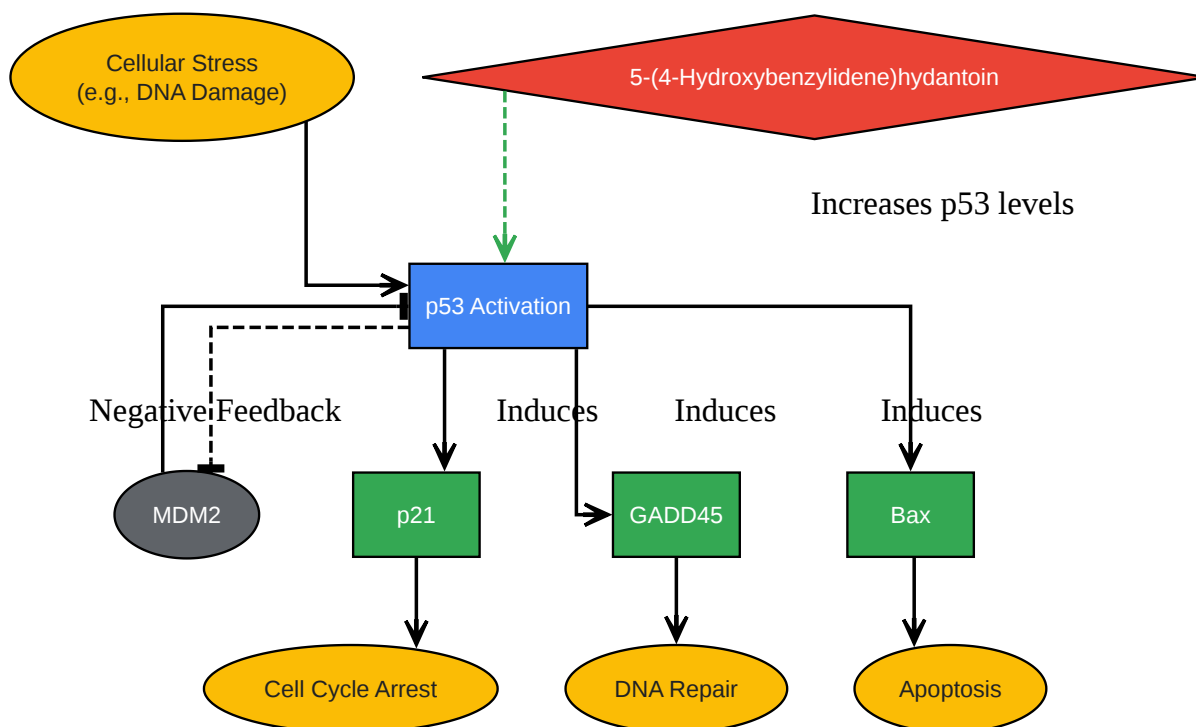 Cellular Stress
(e.g., DNA Damage)
5-(4-Hydroxybenzylidene)hydantoin
Increases p53 levels
p53 Activation
Negative Feedback
Induces
Induces
Induces
MDM2
p21
GADD45
Bax
Cell Cycle Arrest
DNA Repair
Apoptosis